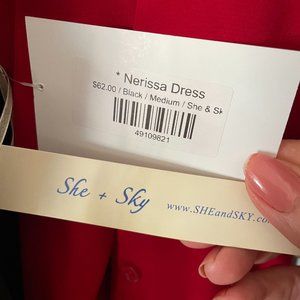 * Nerissa Dress
$62.00 / Black / Medium / She & Sk
49109821
She + Sky
www.SHEandSKY.co